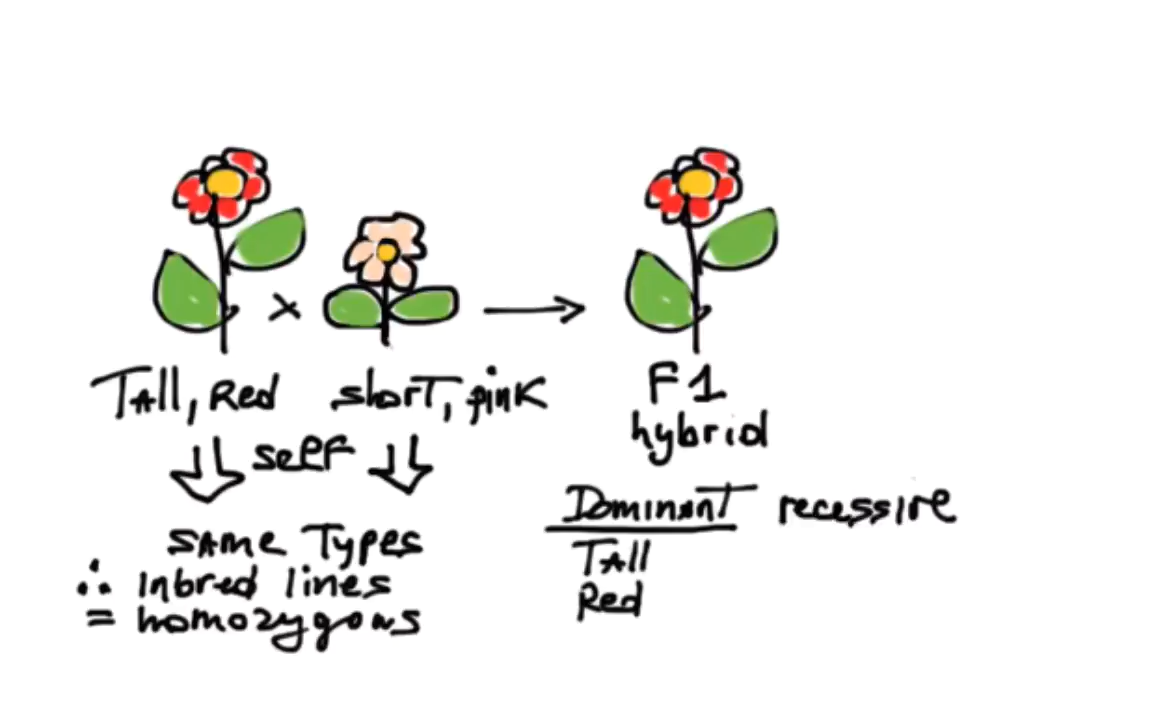 ×
Tall, Red short, pink
F1
hybrid
self
Same Types
∴ Inbred lines
= homozygous
Dominant recessive
Tall
Red